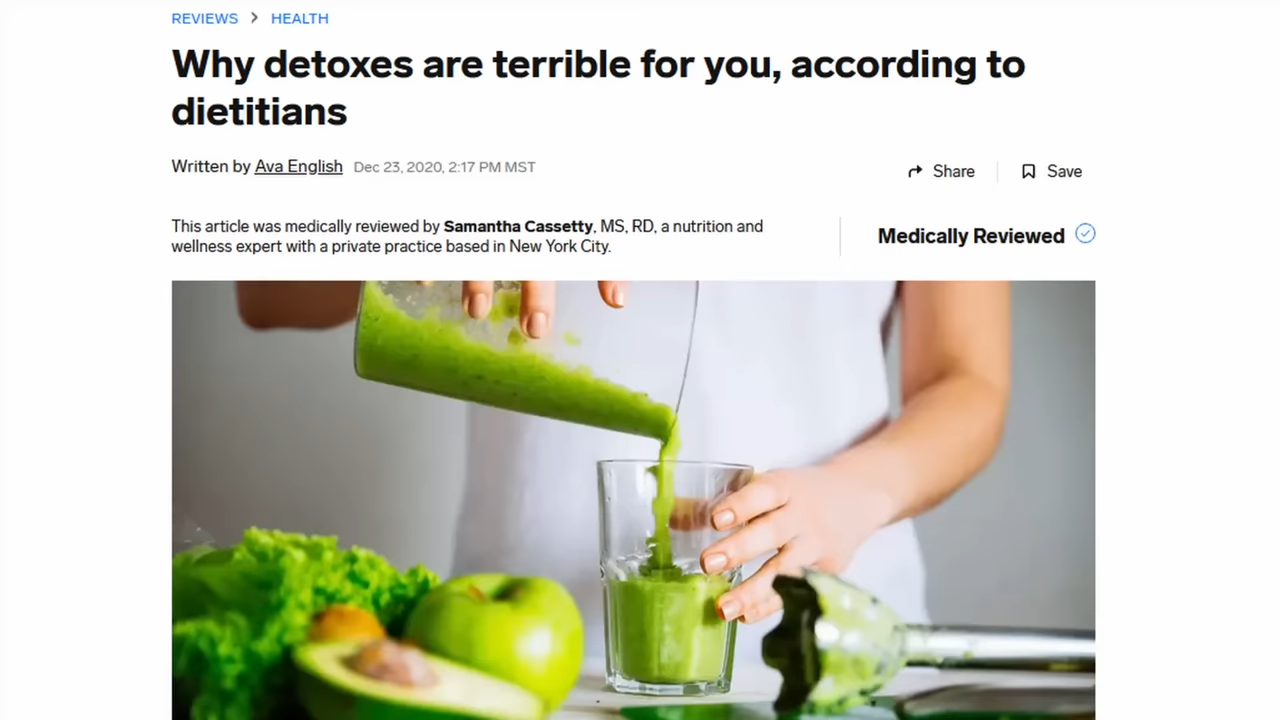 REVIEWS > HEALTH
Why detoxes are terrible for you, according to
dietitians
Written by Ava English Dec 23, 2020, 2:17 PM MST
Share Save
This article was medically reviewed by Samantha Cassetty, MS, RD, a nutrition and
wellness expert with a private practice based in New York City.
Medically Reviewed